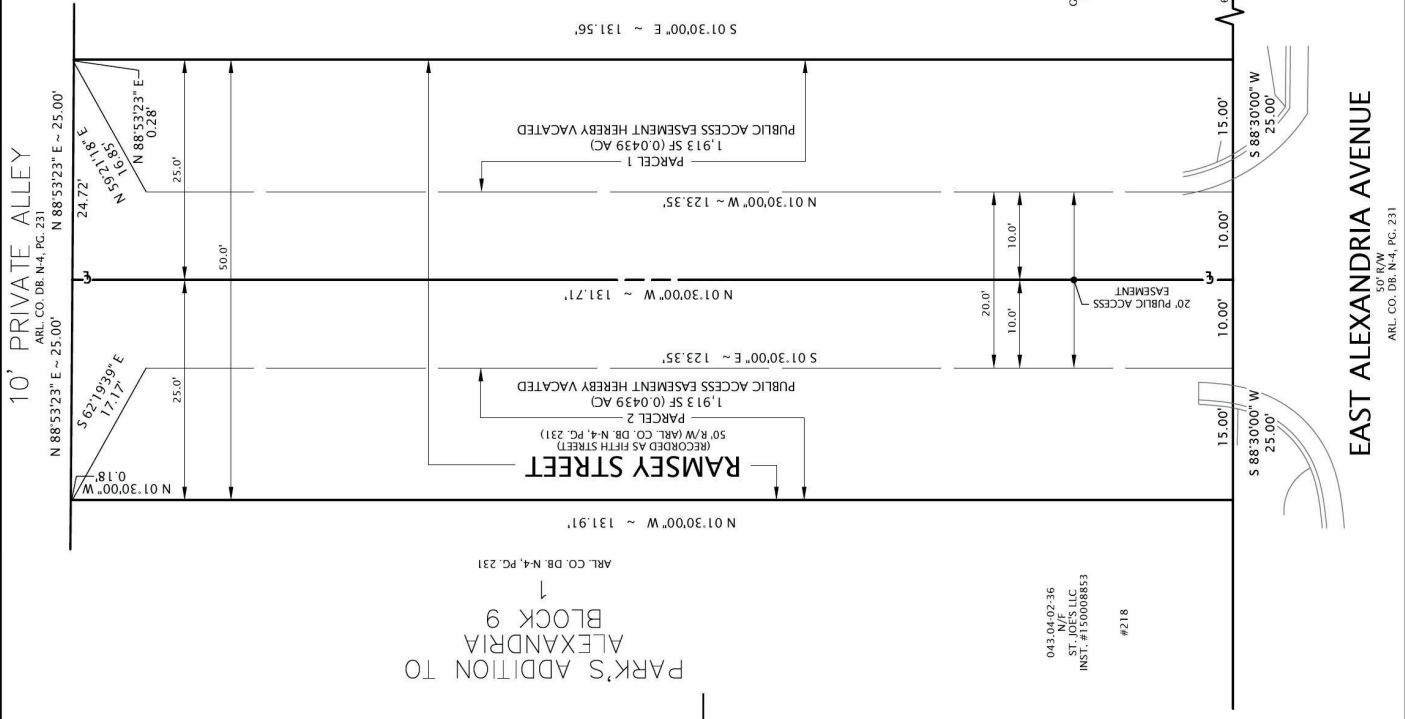 10' PRIVATE ALLEY
ARL. CO. DB. N-4, PG. 231
N 88°53'23" E ~ 25.00'
N 88°53'23" E ~ 25.00'
24.72'
N 59°21'18" E
16.85'
N 88°53'23" E
0.28'
S 62°19'39" E
17.17'
0.18'
N 01°30'00" W
25.0'
25.0'
50.0'
S 01°30'00" E ~ 131.56'
PARCEL 1
1,913 SF (0.0439 AC)
PUBLIC ACCESS EASEMENT HEREBY VACATED
N 01°30'00" W ~ 123.35'
N 01°30'00" W ~ 131.71'
S 01°30'00" E ~ 123.35'
RAMSEY STREET
(RECORDED AS FIFTH STREET)
50' R/W (ARL. CO. DB. N-4, PG. 231)
PARCEL 2
1,913 SF (0.0439 AC)
PUBLIC ACCESS EASEMENT HEREBY VACATED
N 01°30'00" W ~ 131.91'
20.0'
10.0'
10.0'
20' PUBLIC ACCESS
EASEMENT
15.00'
10.00'
10.00'
15.00'
S 88°30'00" W
25.00'
S 88°30'00" W
25.00'
EAST ALEXANDRIA AVENUE
50' R/W
ARL. CO. DB. N-4, PG. 231
PARK'S ADDITION TO
ALEXANDRIA
BLOCK 9
1
ARL. CO. DB. N-4, PG. 231
043.04-02-36
N/F
ST. JOE'S LLC
INST. #150008853
#218